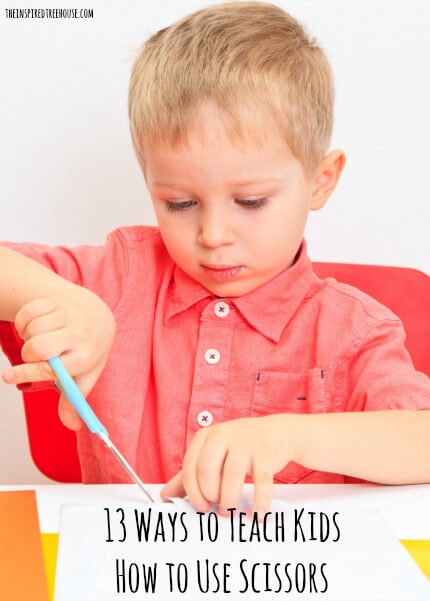 THEINSPIREDTREEHOUSE.COM
13 WAYS TO TEACH KIDS
HOW TO USE SCISSORS